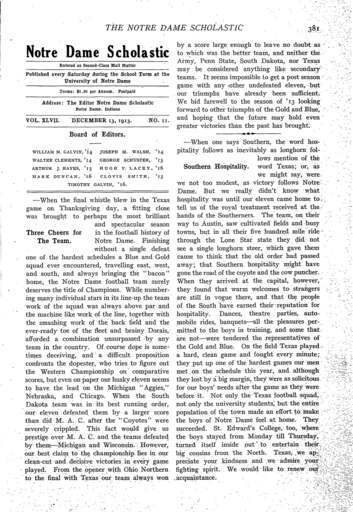 THE NOTRE DAME SCHOLASTIC
381
Notre Dame Scholastic
Entered as Second-Class Mail Matter
Published every Saturday during the School Term at the
University of Notre Dame
Terms: $1.50 per Annum. Postpaid
Address: The Editor Notre Dame Scholastic
Notre Dame, Indiana
VOL. XLVII. DECEMBER 13, 1913. NO. 11.
Board of Editors.
WILLIAM M. GALVIN, '14 JOSEPH M. WALSH, '14
WALTER CLEMENTS, '14 GEORGE SCHUSTER, '15
ARTHUR J. HAYES, '15 HUGH V. LACEY, '16
MARK DUNCAN, '16 CLOVIS SMITH, '15
TIMOTHY GALVIN, '16.
—When the final whistle blew in the Texas
game on Thanksgiving day, a fitting close
was brought to perhaps the most brilliant
and spectacular season
Three Cheers for in the football history of
The Team. Notre Dame. Finishing
without a single defeat
one of the hardest schedules a Blue and Gold
squad ever encountered, travelling east, west,
and south, and always bringing the "bacon"
home, the Notre Dame football team surely
deserves the title of Champions. While number-
ing many individual stars in its line-up the team
work of the squad was always above par and
the machine like work of the line, together with
the smashing work of the back field and the
ever-ready toe of the fleet and brainy Dorais,
afforded a combination unsurpassed by any
team in the country. Of course dope is some-
times deceiving, and a difficult proposition
confronts the dopester, who tries to figure out
the Western Championship on comparative
scores, but even on paper our husky eleven seems
to have the lead on the Michigan "Aggies,"
Nebraska, and Chicago. When the South
Dakota team was in its best running order,
our eleven defeated them by a larger score
than did M. A. C. after the "Coyotes" were
severely crippled. This fact would give us
prestige over M. A. C. and the teams defeated
by them—Michigan and Wisconsin. However,
our best claim to the championship lies in our
clean-cut and decisive victories in every game
played. From the opener with Ohio Northern
to the final with Texas our team always won
by a score large enough to leave no doubt as
to which was the better team, and neither the
Army, Penn State, South Dakota, nor Texas
may be considered anything like secondary
teams. It seems impossible to get a post season
game with any other undefeated eleven, but
our triumphs have already been sufficient.
We bid farewell to the season of '13 looking
forward to other triumphs of the Gold and Blue,
and hoping that the future may hold even
greater victories than the past has brought.
—When one says Southern, the word hos-
pitality follows as inevitably as longhorn fol-
lows mention of the
Southern Hospitality. word Texas; or, as
we might say, were
we not too modest, as victory follows Notre
Dame. But we really didn't know what
hospitality was until our eleven came home to
tell us of the royal treatment received at the
hands of the Southerners. The team, on their
way to Austin, saw cultivated fields and busy
towns, but in all their five hundred mile ride
through the Lone Star state they did not
see a single longhorn steer, which gave them
cause to think that the old order had passed
away; that Southern hospitality might have
gone the road of the coyote and the cow puncher.
When they arrived at the capital, however,
they found that warm welcomes to strangers
are still in vogue there, and that the people
of the South have earned their reputation for
hospitality. Dances, theatre parties, auto-
mobile rides, banquets—all the pleasures per-
mitted to the boys in training, and some that
are not—were tendered the representatives of
the Gold and Blue. On the field Texas played
a hard, clean game and fought every minute;
they put up one of the hardest games our men
met on the schedule this year, and although
they lost by a big margin, they were as solicitous
for our boys' needs after the game as they were
before it. Not only the Texas football squad,
not only the university students, but the entire
population of the town made an effort to make
the boys of Notre Dame feel at home. They
succeeded. St. Edward's College, too, where
the boys stayed from Monday till Thursday,
turned itself inside out to entertain their
big cousins from the North. Texas, we ap-
preciate your kindness and we admire your
fighting spirit. We would like to renew our
acquaintance.